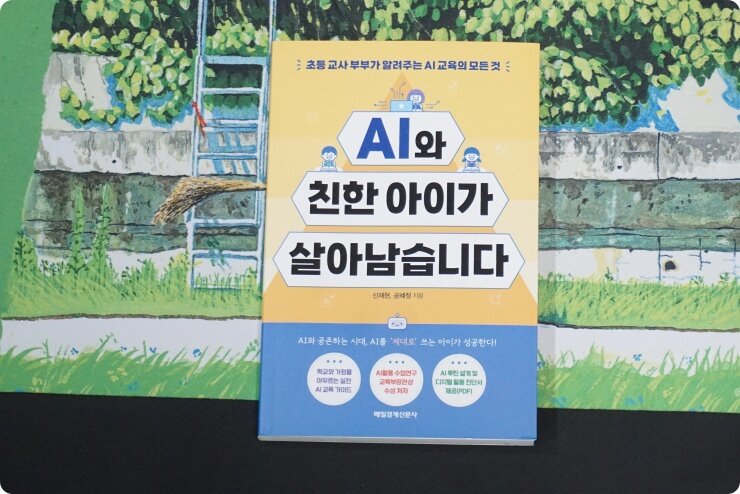 초등 교사 부부가 알려주는 AI 교육의 모든 것
AI와
친한 아이가
살아남습니다
신재현, 공혜정 지음
AI와 공존하는 시대, AI를 '제대로' 쓰는 아이가 성공한다!
학교와 가정을
아우르는 실전
AI 교육 가이드
AI활용 수업연구
교육부장관상
수상 저자
AI 루틴 설계 및
디지털 활용 진단서
제공(PDF)
매일경제신문사